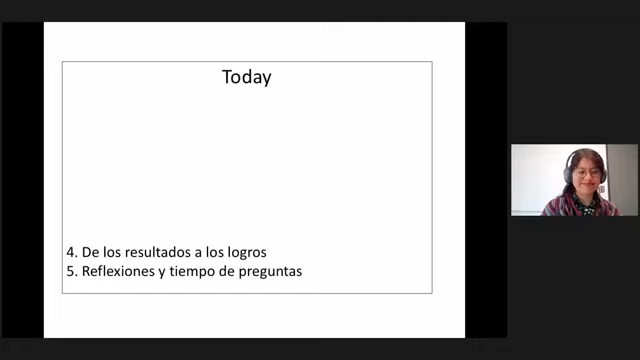 Today
4. De los resultados a los logros
5. Reflexiones y tiempo de preguntas